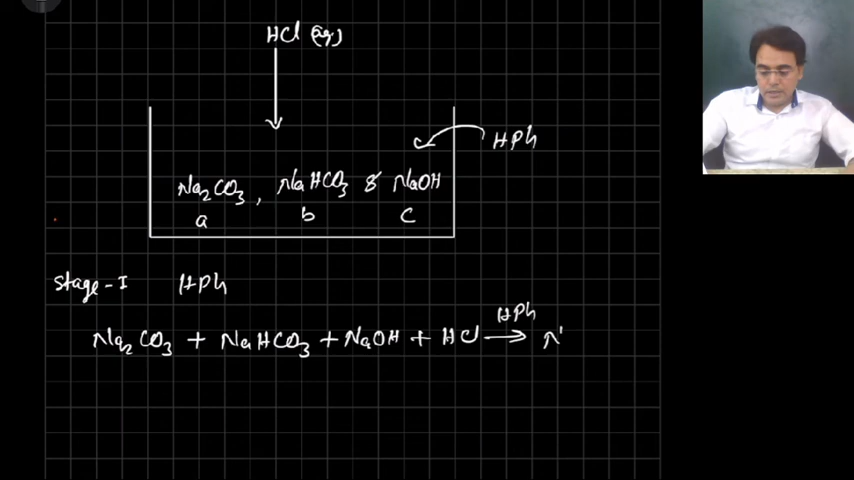 HCl (aq)
HPh
Na₂CO₃, NaHCO₃ & NaOH
a b c
Stage-I HPh
HPh
Na₂CO₃ + NaHCO₃ + NaOH + HCl → N